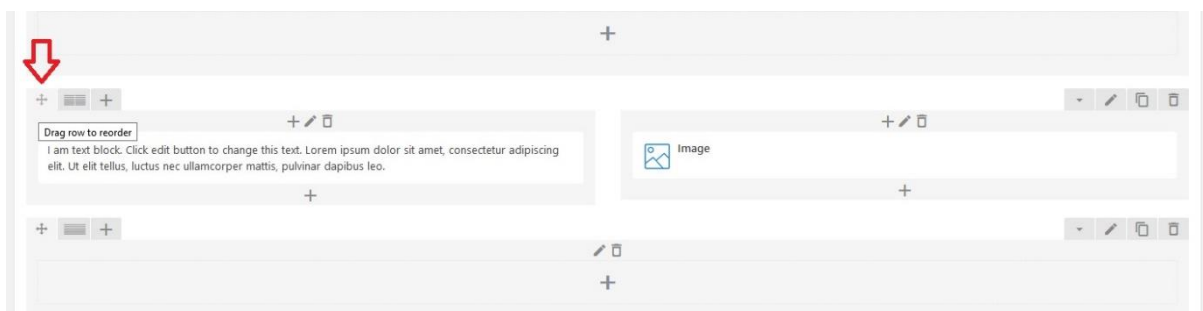 Drag row to reorder
I am text block. Click edit button to change this text. Lorem ipsum dolor sit amet, consectetur adipiscing
elit. Ut elit tellus, luctus nec ullamcorper mattis, pulvinar dapibus leo.
Image